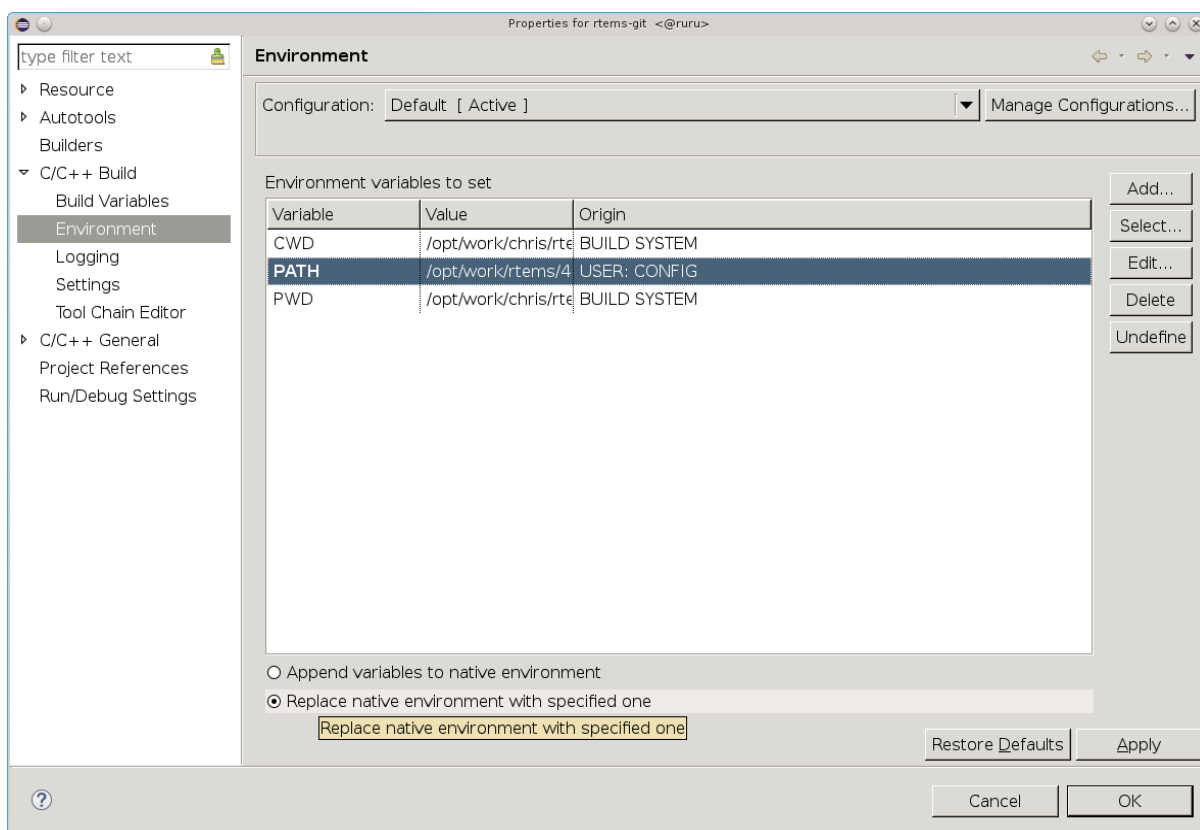 Properties for rtems-git <@ruru>
type filter text
Resource
Autotools
Builders
C/C++ Build
Build Variables
Environment
Logging
Settings
Tool Chain Editor
C/C++ General
Project References
Run/Debug Settings
Environment
Configuration: Default [ Active ] Manage Configurations...
Environment variables to set
Variable Value Origin
CWD /opt/work/chris/rte BUILD SYSTEM
PATH /opt/work/rtems/4 USER: CONFIG
PWD /opt/work/chris/rte BUILD SYSTEM
Add...
Select...
Edit...
Delete
Undefine
Append variables to native environment
Replace native environment with specified one
Replace native environment with specified one
Restore Defaults Apply
Cancel OK